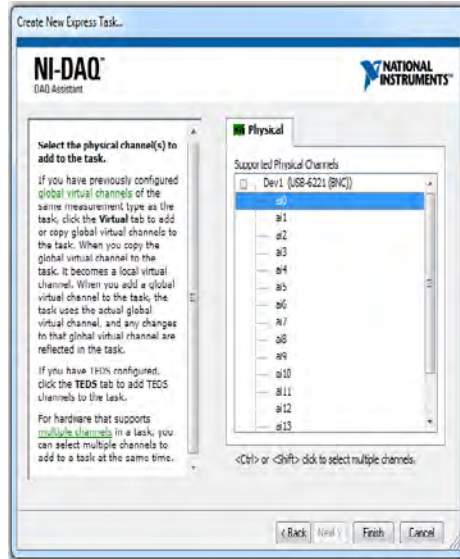 Create New Express Task...
NI-DAQ™
DAQ Assistant
NATIONAL
INSTRUMENTS™
Select the physical channel(s) to
add to the task.
If you have previously configured
global virtual channels of the
same measurement type as the
task, click the Virtual tab to add
or copy global virtual channels to
the task. When you copy the
global virtual channel to the
task, it becomes a local virtual
channel. When you add a global
virtual channel to the task, the
task uses the actual global
virtual channel, and any changes
to that global virtual channel are
reflected in the task.
If you have TEDS configured,
click the TEDS tab to add TEDS
channels to the task.
For hardware that supports
multiple channels in a task, you
can select multiple channels to
add to a task at the same time.
Physical
Supported Physical Channels
Dev1 (USB-6221 (BNC))
ai0
ai1
ai2
ai3
ai4
ai5
ai6
ai7
ai8
ai9
ai10
ai11
ai12
ai13
<Ctrl> or <Shift> click to select multiple channels.
< Back
Next >
Finish
Cancel